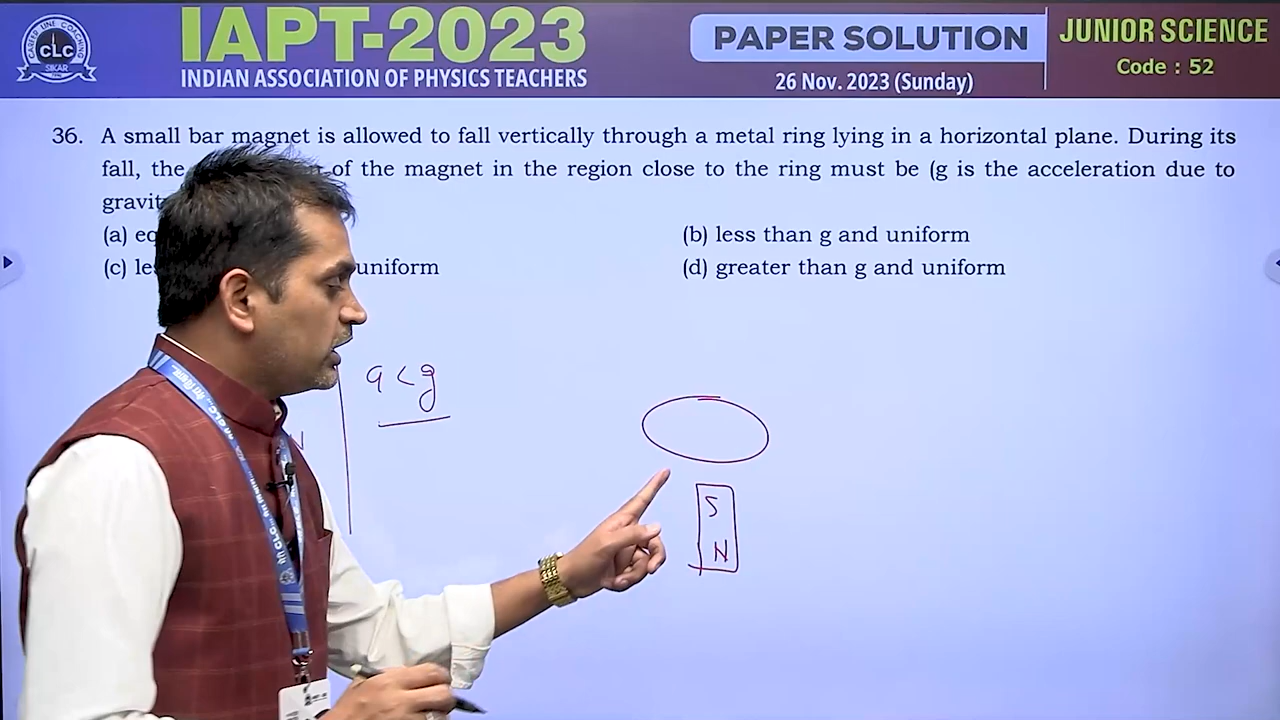 CAREER LINE COACHING
CLC
SIKAR
IAPT-2023
INDIAN ASSOCIATION OF PHYSICS TEACHERS
PAPER SOLUTION
26 Nov. 2023 (Sunday)
JUNIOR SCIENCE
Code : 52
36. A small bar magnet is allowed to fall vertically through a metal ring lying in a horizontal plane. During its
fall, the of the magnet in the region close to the ring must be (g is the acceleration due to
(a)
(b) less than g and uniform
(c) uniform
(d) greater than g and uniform
a < g
N
S
N